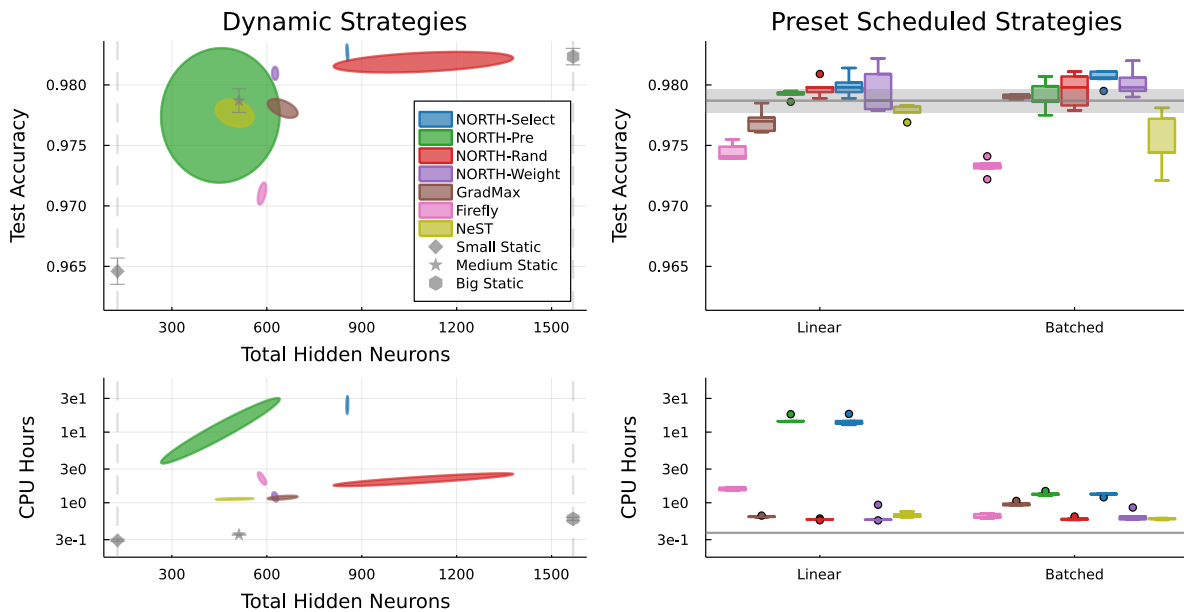 Dynamic Strategies
Test Accuracy
0.980
0.975
0.970
0.965
300
600
900
1200
1500
Total Hidden Neurons
NORTH-Select
NORTH-Pre
NORTH-Rand
NORTH-Weight
GradMax
Firefly
NeST
Small Static
Medium Static
Big Static
Preset Scheduled Strategies
Test Accuracy
0.980
0.975
0.970
0.965
Linear
Batched
CPU Hours
3e1
1e1
3e0
1e0
3e-1
300
600
900
1200
1500
Total Hidden Neurons
CPU Hours
3e1
1e1
3e0
1e0
3e-1
Linear
Batched